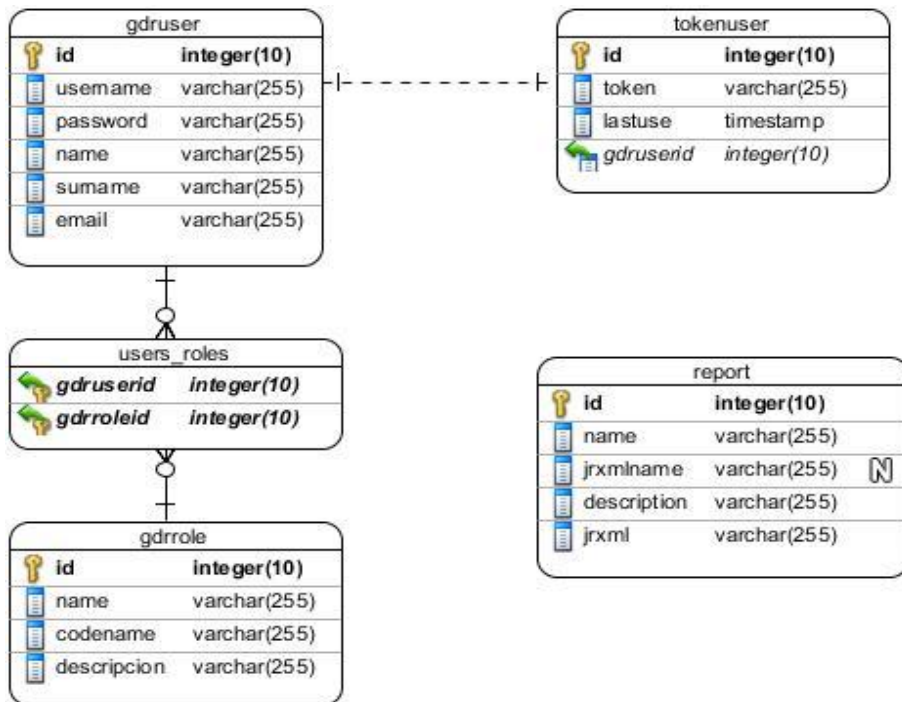 gdruser
id integer(10)
username varchar(255)
password varchar(255)
name varchar(255)
surname varchar(255)
email varchar(255)
tokenuser
id integer(10)
token varchar(255)
lastuse timestamp
gdruserid integer(10)
users_roles
gdruserid integer(10)
gdrroleid integer(10)
report
id integer(10)
name varchar(255)
jrxmlname varchar(255) N
description varchar(255)
jrxml varchar(255)
gdrrole
id integer(10)
name varchar(255)
codename varchar(255)
descripcion varchar(255)